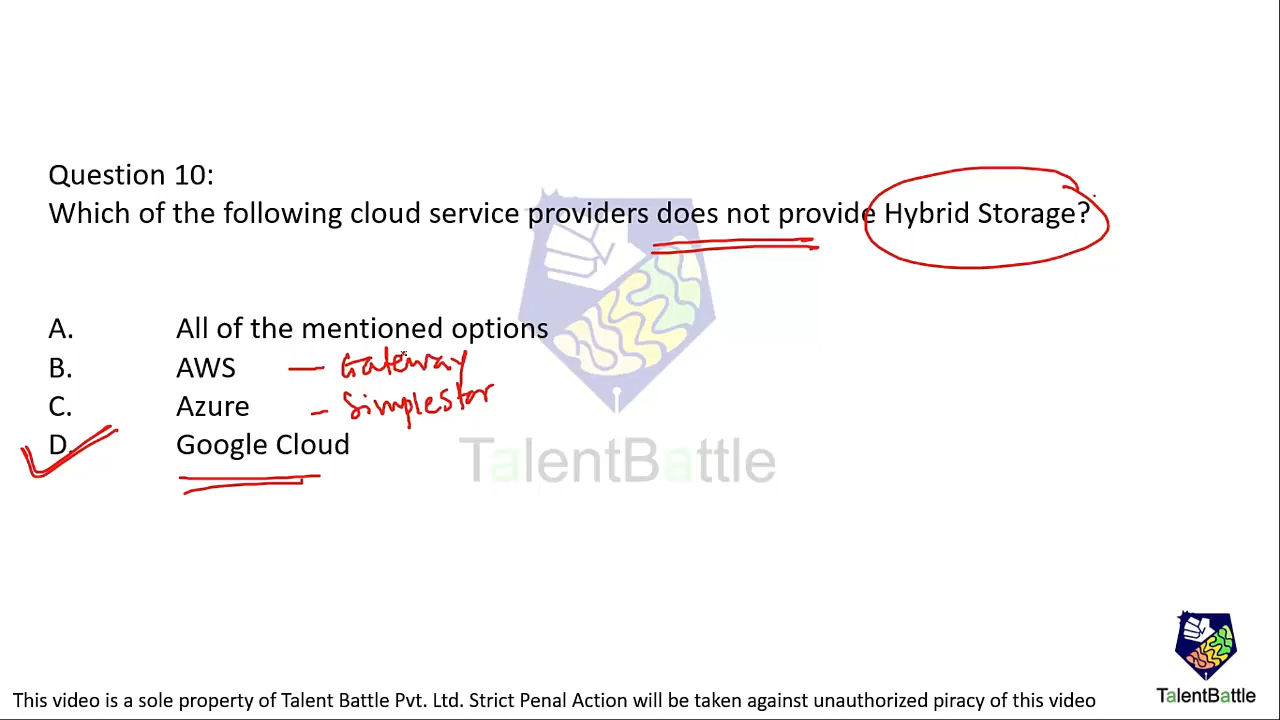 Question 10:
Which of the following cloud service providers does not provide Hybrid Storage?
A. All of the mentioned options
B. AWS — Gateway
C. Azure – Simplestor
D. Google Cloud
TalentBattle
TalentBattle
This video is a sole property of Talent Battle Pvt. Ltd. Strict Penal Action will be taken against unauthorized piracy of this video